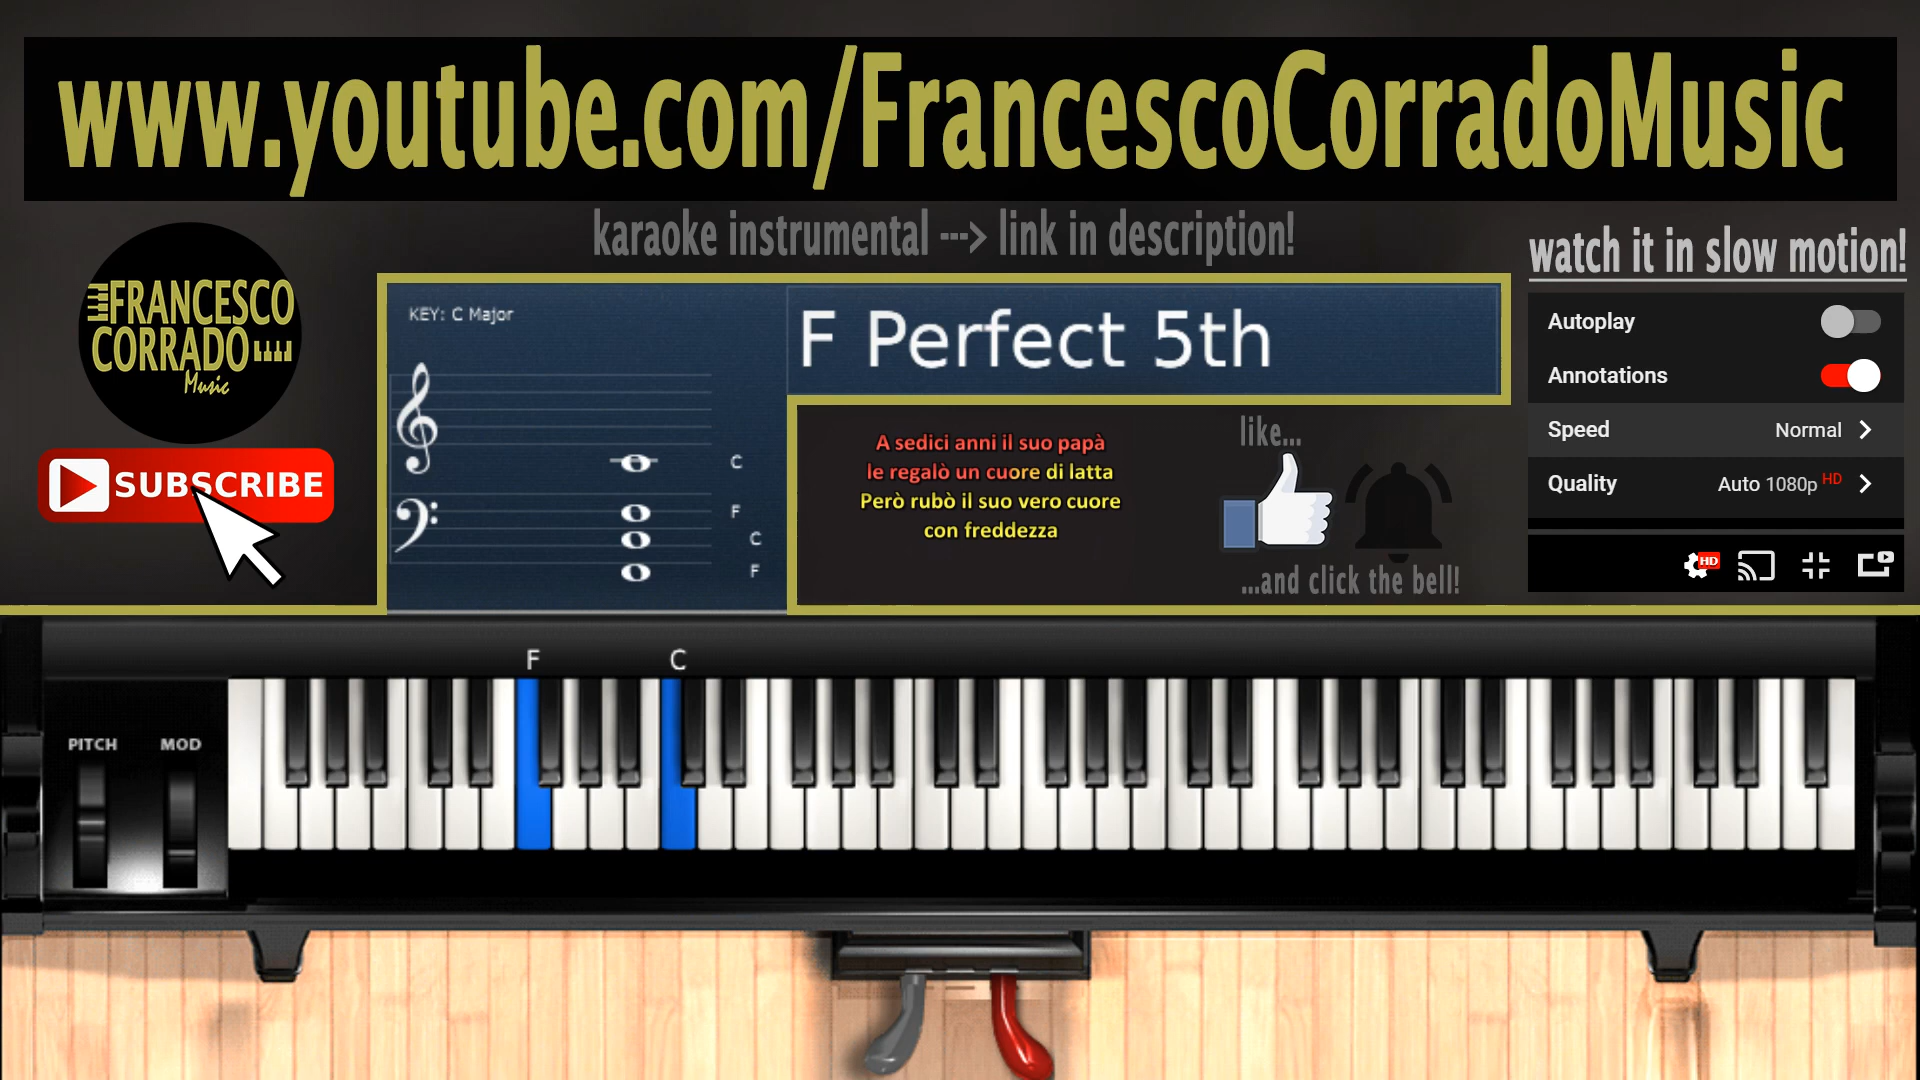 www.youtube.com/FrancescoCorradoMusic
karaoke instrumental ---> link in description!
watch it in slow motion!
FRANCESCO
CORRADO
Music
SUBSCRIBE
KEY: C Major
F Perfect 5th
C
F
C
F
A sedici anni il suo papà
le regalò un cuore di latta
Però rubò il suo vero cuore
con freddezza
like...
...and click the bell!
Autoplay
Annotations
Speed Normal
Quality Auto 1080p HD
HD
F C
PITCH MOD